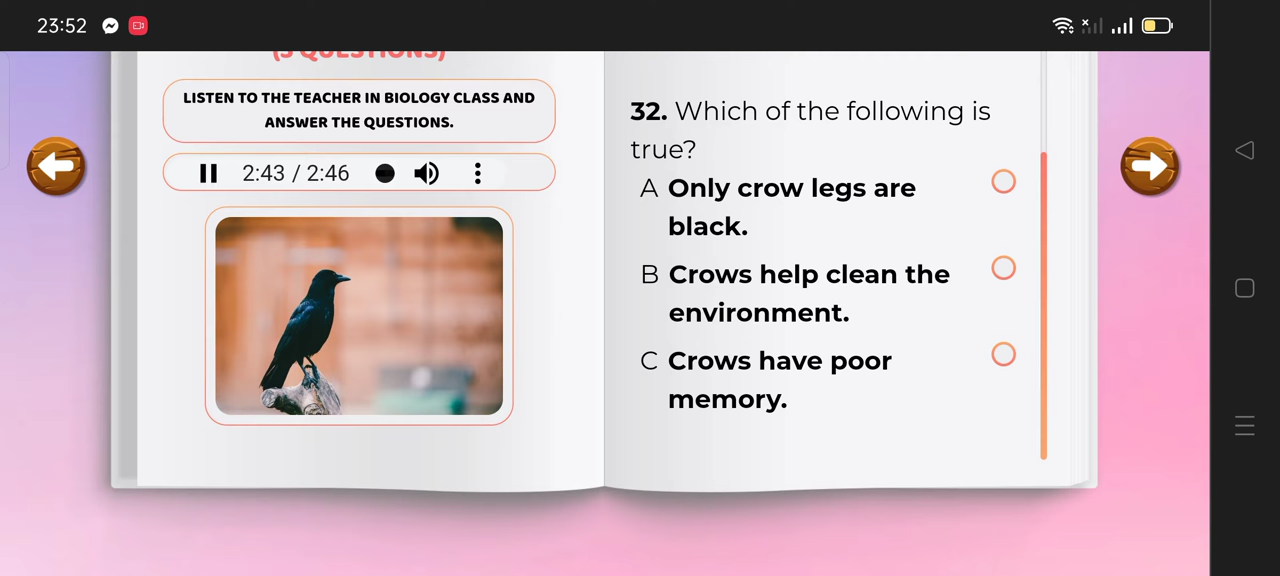 23:52
(5 QUESTIONS)
LISTEN TO THE TEACHER IN BIOLOGY CLASS AND
ANSWER THE QUESTIONS.
2:43 / 2:46
32. Which of the following is
true?
A Only crow legs are
black.
B Crows help clean the
environment.
C Crows have poor
memory.